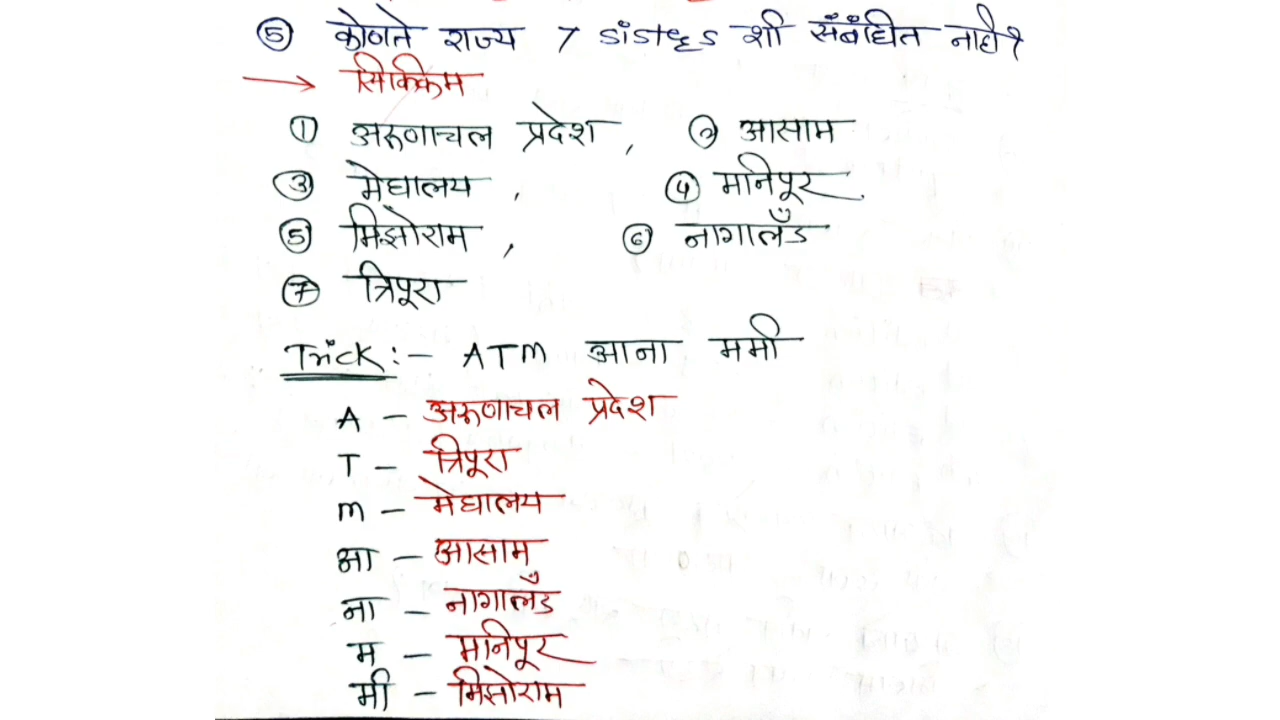 ⑤ कोणते राज्य 7 sisters शी संबंधीत नाही?
→ सिक्किम
① अरुणाचल प्रदेश, ② आसाम
③ मेघालय, ④ मनिपूर.
⑤ मिझोराम, ⑥ नागालँड
⑦ त्रिपूरा
Trick :- ATM आना ममी
A - अरुणाचल प्रदेश
T - त्रिपूरा
m - मेघालय
आ - आसाम
ना - नागालँड
म - मनिपूर
मी - मिझोराम